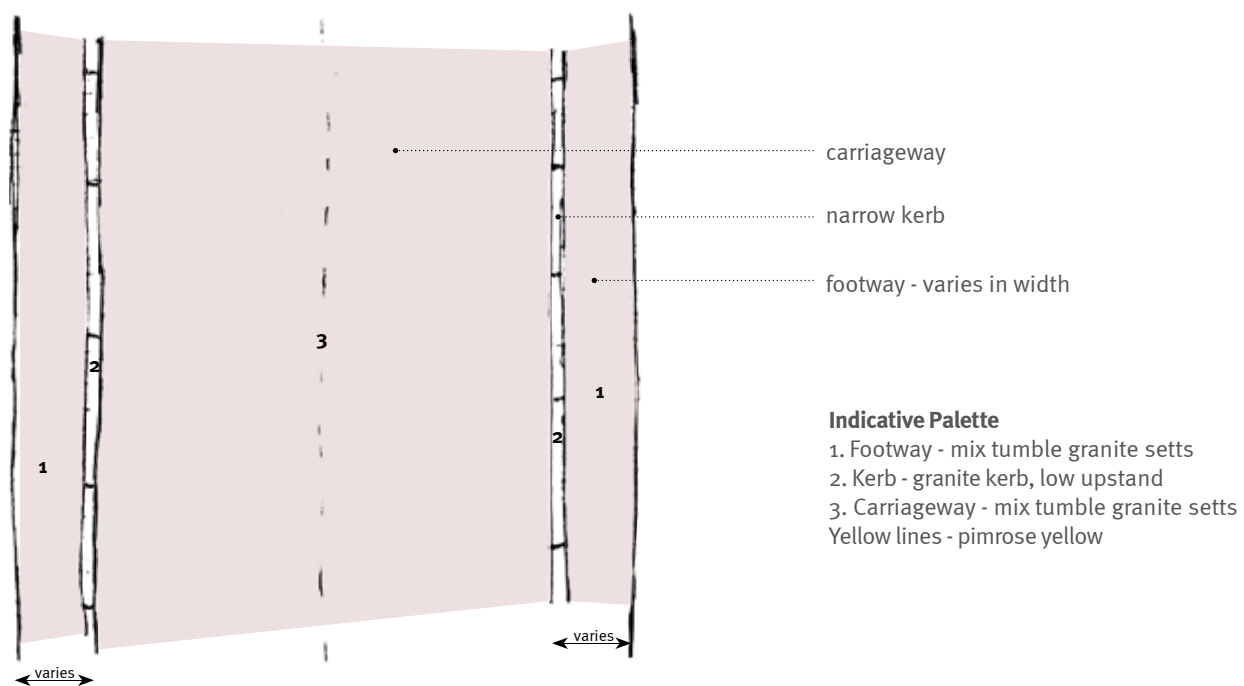 carriageway
narrow kerb
footway - varies in width
3
2
1
2
1
Indicative Palette
1. Footway - mix tumble granite setts
2. Kerb - granite kerb, low upstand
3. Carriageway - mix tumble granite setts
Yellow lines - pimrose yellow
varies
varies